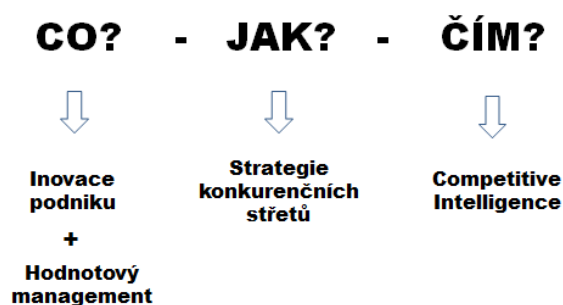 CO? - JAK? - ČÍM?
Inovace
podniku
+
Hodnotový
management
Strategie
konkurenčních
střetů
Competitive
Intelligence